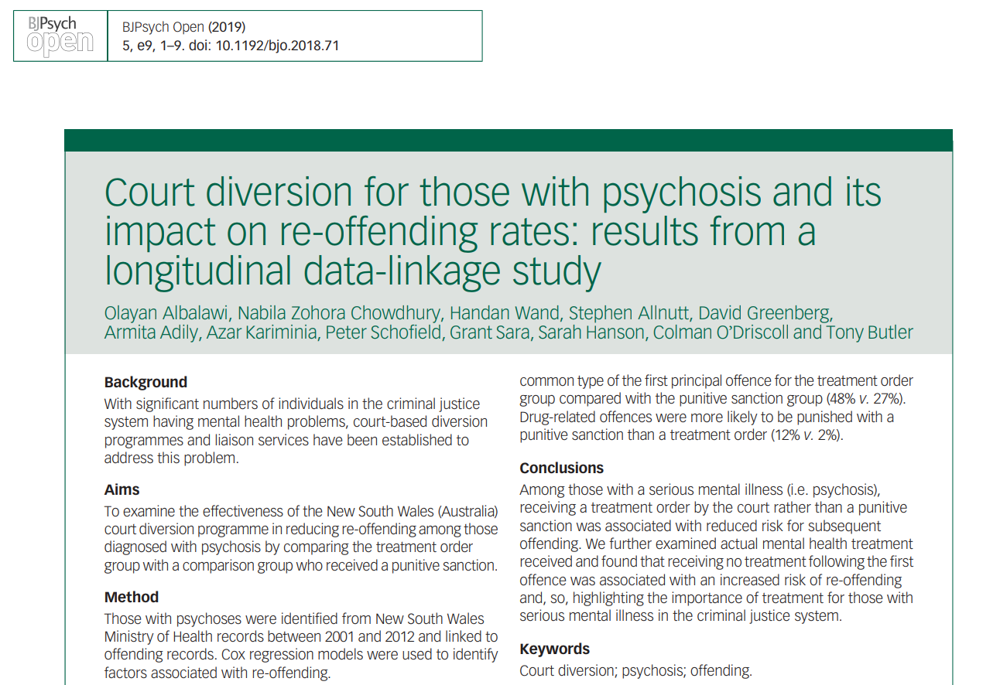 BJPsych
open
BJPsych Open (2019)
5, e9, 1–9. doi: 10.1192/bjo.2018.71
Court diversion for those with psychosis and its
impact on re-offending rates: results from a
longitudinal data-linkage study
Olayan Albalawi, Nabila Zohora Chowdhury, Handan Wand, Stephen Allnutt, David Greenberg,
Armita Adily, Azar Kariminia, Peter Schofield, Grant Sara, Sarah Hanson, Colman O’Driscoll and Tony Butler
Background
With significant numbers of individuals in the criminal justice
system having mental health problems, court-based diversion
programmes and liaison services have been established to
address this problem.
Aims
To examine the effectiveness of the New South Wales (Australia)
court diversion programme in reducing re-offending among those
diagnosed with psychosis by comparing the treatment order
group with a comparison group who received a punitive sanction.
Method
Those with psychoses were identified from New South Wales
Ministry of Health records between 2001 and 2012 and linked to
offending records. Cox regression models were used to identify
factors associated with re-offending.
common type of the first principal offence for the treatment order
group compared with the punitive sanction group (48% v. 27%).
Drug-related offences were more likely to be punished with a
punitive sanction than a treatment order (12% v. 2%).
Conclusions
Among those with a serious mental illness (i.e. psychosis),
receiving a treatment order by the court rather than a punitive
sanction was associated with reduced risk for subsequent
offending. We further examined actual mental health treatment
received and found that receiving no treatment following the first
offence was associated with an increased risk of re-offending
and, so, highlighting the importance of treatment for those with
serious mental illness in the criminal justice system.
Keywords
Court diversion; psychosis; offending.